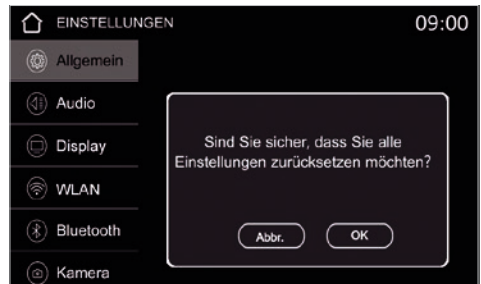 EINSTELLUNGEN 09:00
Allgemein
Audio
Display
WLAN
Bluetooth
Kamera
Sind Sie sicher, dass Sie alle
Einstellungen zurücksetzen möchten?
Abbr. OK